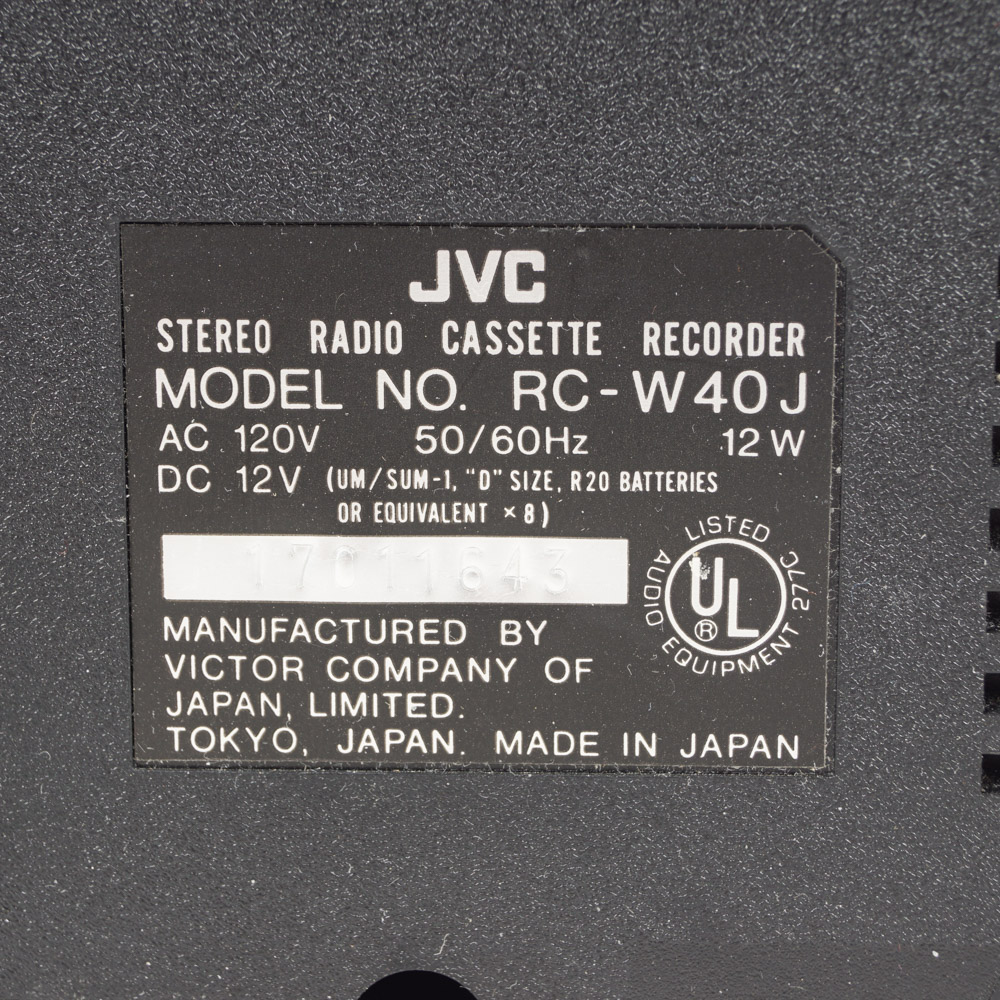 JVC
STEREO RADIO CASSETTE RECORDER
MODEL NO. RC-W40J
AC 120V 50/60Hz 12W
DC 12V (UM/SUM-1, "D" SIZE, R20 BATTERIES
OR EQUIVALENT × 8)
17011643
LISTED
UL
®
AUDIO EQUIPMENT 277C
MANUFACTURED BY
VICTOR COMPANY OF
JAPAN, LIMITED.
TOKYO, JAPAN. MADE IN JAPAN